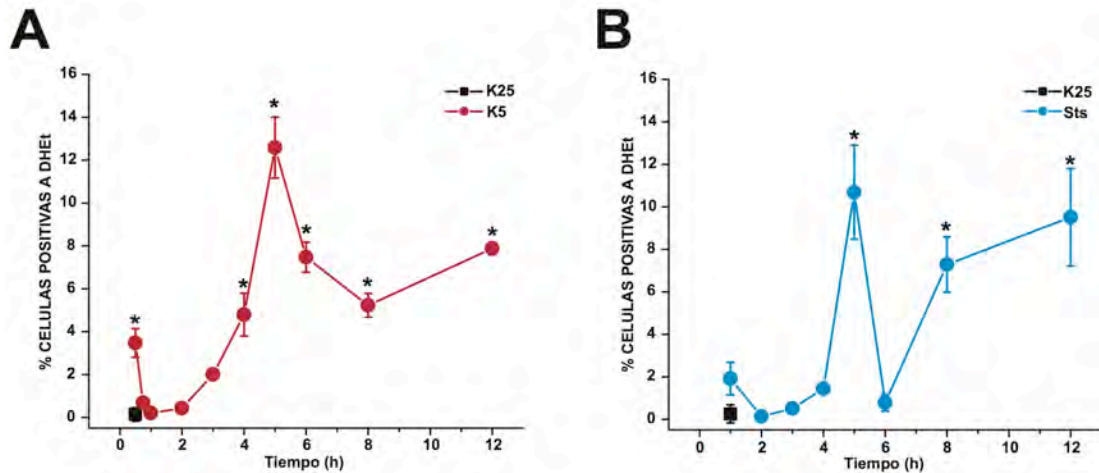 A
% CELULAS POSITIVAS A DHEt
16
14
12
10
8
6
4
2
0
K25
K5
*
*
*
*
*
*
0 2 4 6 8 10 12
Tiempo (h)
B
% CELULAS POSITIVAS A DHEt
16
14
12
10
8
6
4
2
0
K25
Sts
*
*
*
0 2 4 6 8 10 12
Tiempo (h)